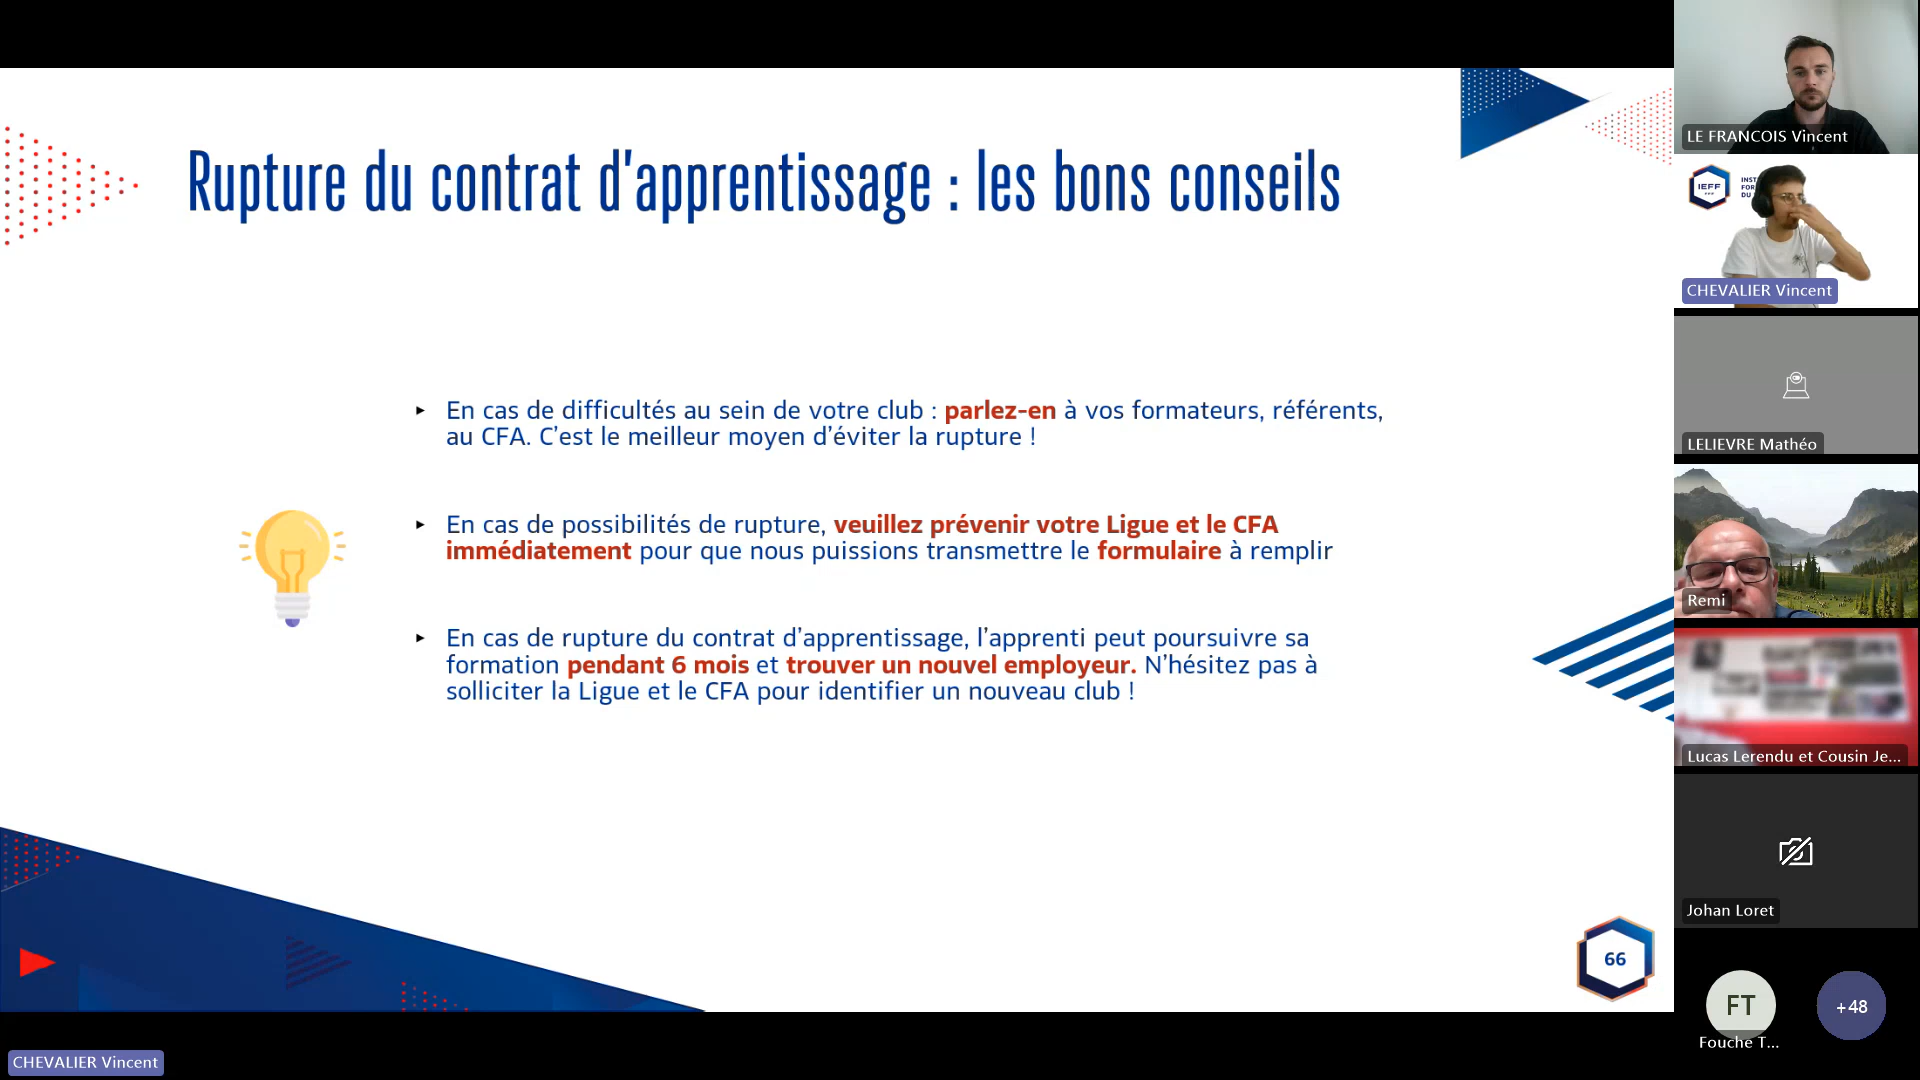 Rupture du contrat d'apprentissage : les bons conseils
En cas de difficultés au sein de votre club : parlez-en à vos formateurs, référents,
au CFA. C’est le meilleur moyen d’éviter la rupture !
En cas de possibilités de rupture, veuillez prévenir votre Ligue et le CFA
immédiatement pour que nous puissions transmettre le formulaire à remplir
En cas de rupture du contrat d’apprentissage, l’apprenti peut poursuivre sa
formation pendant 6 mois et trouver un nouvel employeur. N’hésitez pas à
solliciter la Ligue et le CFA pour identifier un nouveau club !
66
CHEVALIER Vincent
LE FRANCOIS Vincent
IEFF
CHEVALIER Vincent
LELIEVRE Mathéo
Remi
Lucas Lerendu et Cousin Je...
Johan Loret
FT
+48
Fouche T...